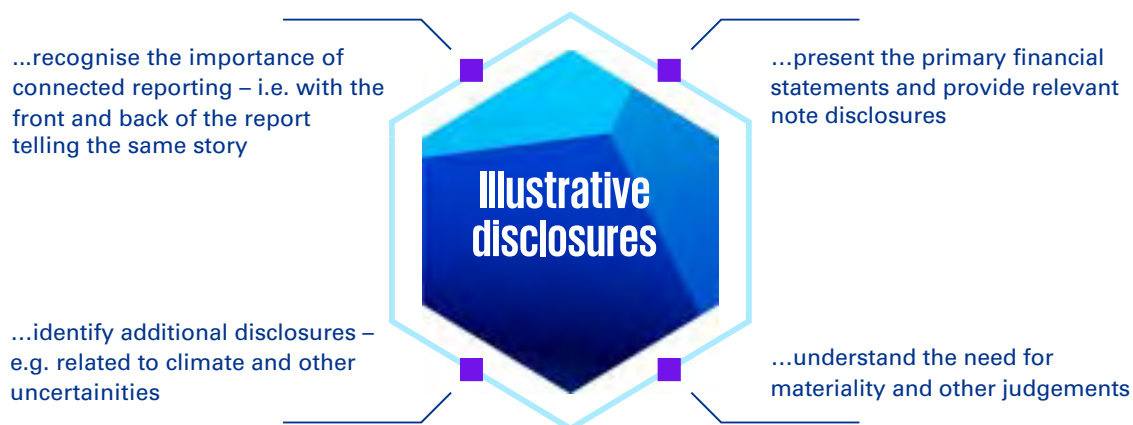 ...recognise the importance of
connected reporting – i.e. with the
front and back of the report
telling the same story
…present the primary financial
statements and provide relevant
note disclosures
Illustrative
disclosures
…identify additional disclosures –
e.g. related to climate and other
uncertainities
…understand the need for
materiality and other judgements